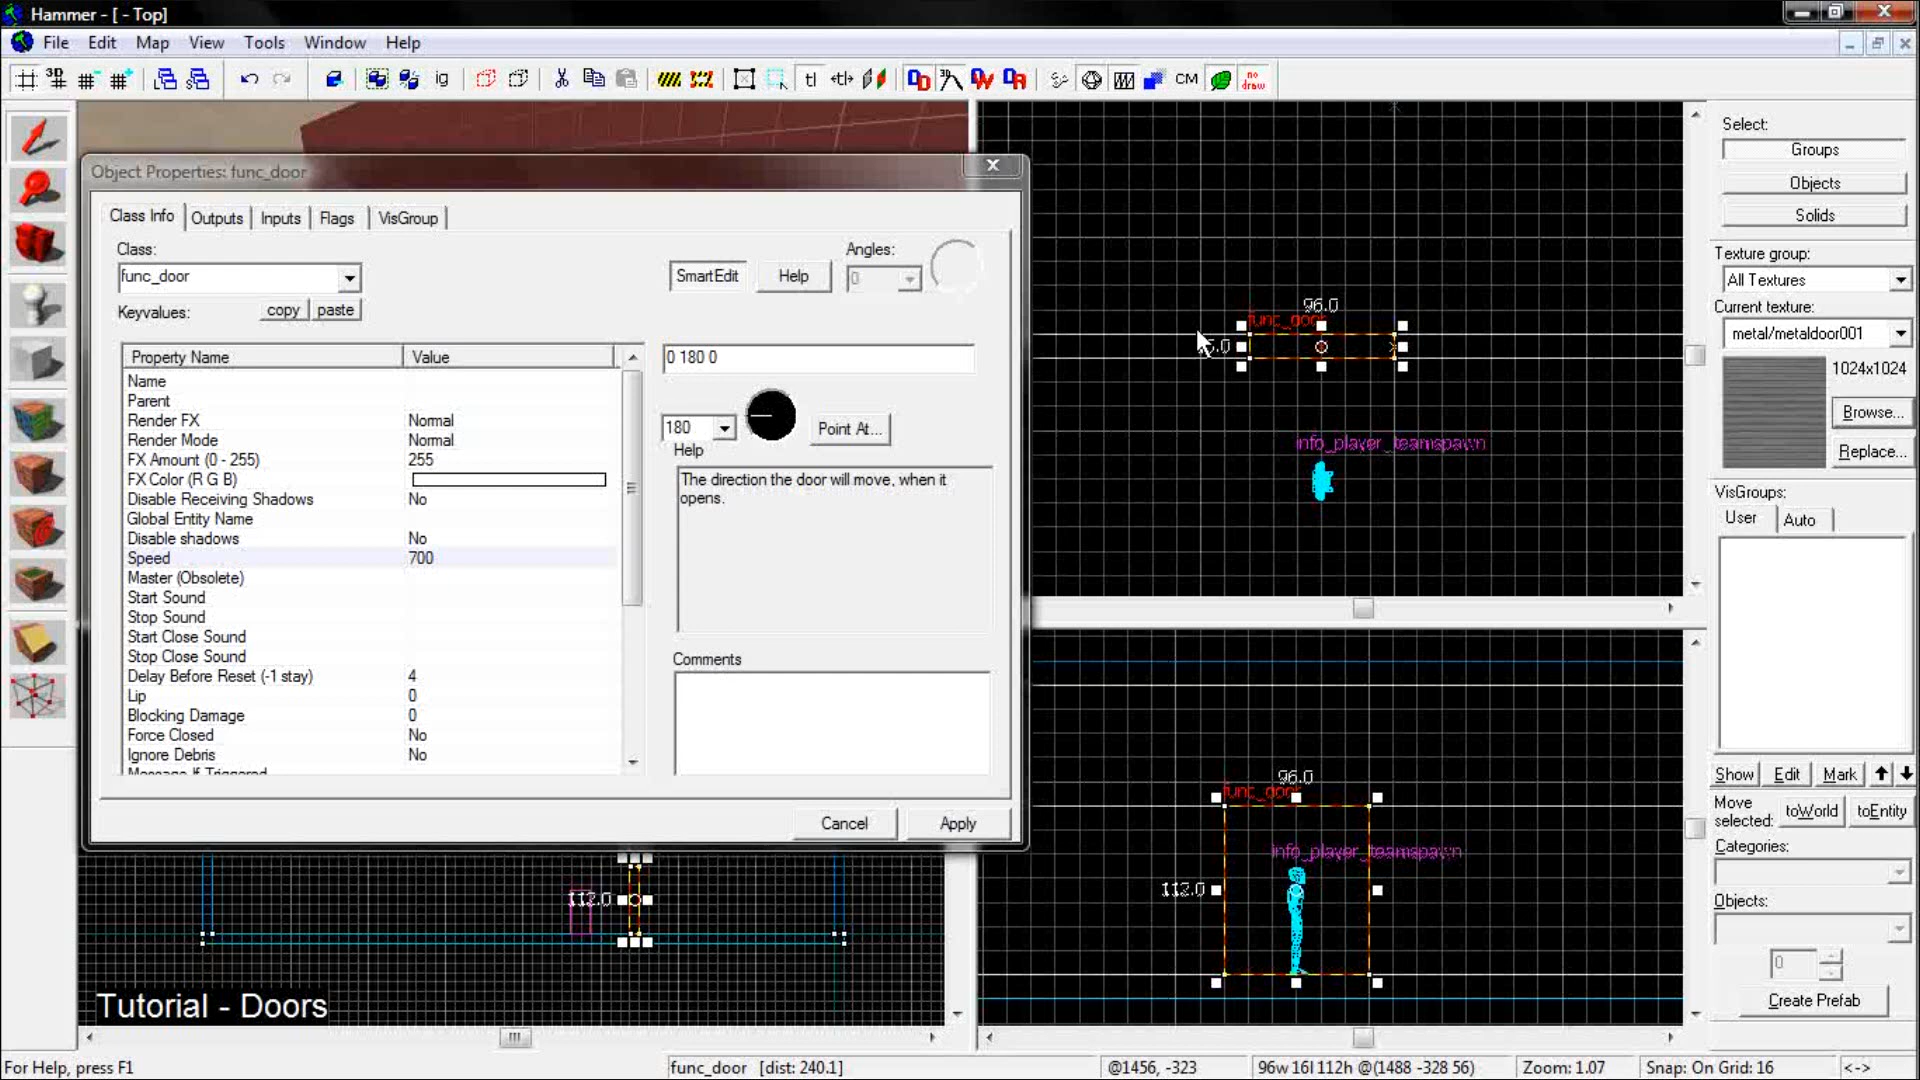 Hammer - [ - Top]
File Edit Map View Tools Window Help
3D
ig
tl
CM
no draw
Object Properties: func_door
Class Info Outputs Inputs Flags VisGroup
Class:
func_door
SmartEdit Help
Angles:
0
Keyvalues: copy paste
Property Name Value
Name
Parent
Render FX Normal
Render Mode Normal
FX Amount (0 - 255) 255
FX Color (R G B)
Disable Receiving Shadows No
Global Entity Name
Disable shadows No
Speed 700
Master (Obsolete)
Start Sound
Stop Sound
Start Close Sound
Stop Close Sound
Delay Before Reset (-1 stay) 4
Lip 0
Blocking Damage 0
Force Closed No
Ignore Debris No
Message If Triggered
0 180 0
180
Point At...
Help
The direction the door will move, when it
opens.
Comments
Cancel Apply
96.0
func_door
info_player_teamspawn
96.0
func_door
info_player_teamspawn
112.0
112.0
Tutorial - Doors
Select:
Groups
Objects
Solids
Texture group:
All Textures
Current texture:
metal/metaldoor001
1024x1024
Browse...
Replace...
VisGroups:
User Auto
Show Edit Mark
Move
selected: toWorld toEntity
Categories:
Objects:
0
Create Prefab
For Help, press F1
func_door [dist: 240.1]
@1456, -323
96w 16l 112h @(1488 -328 56)
Zoom: 1.07
Snap: On Grid: 16
<->